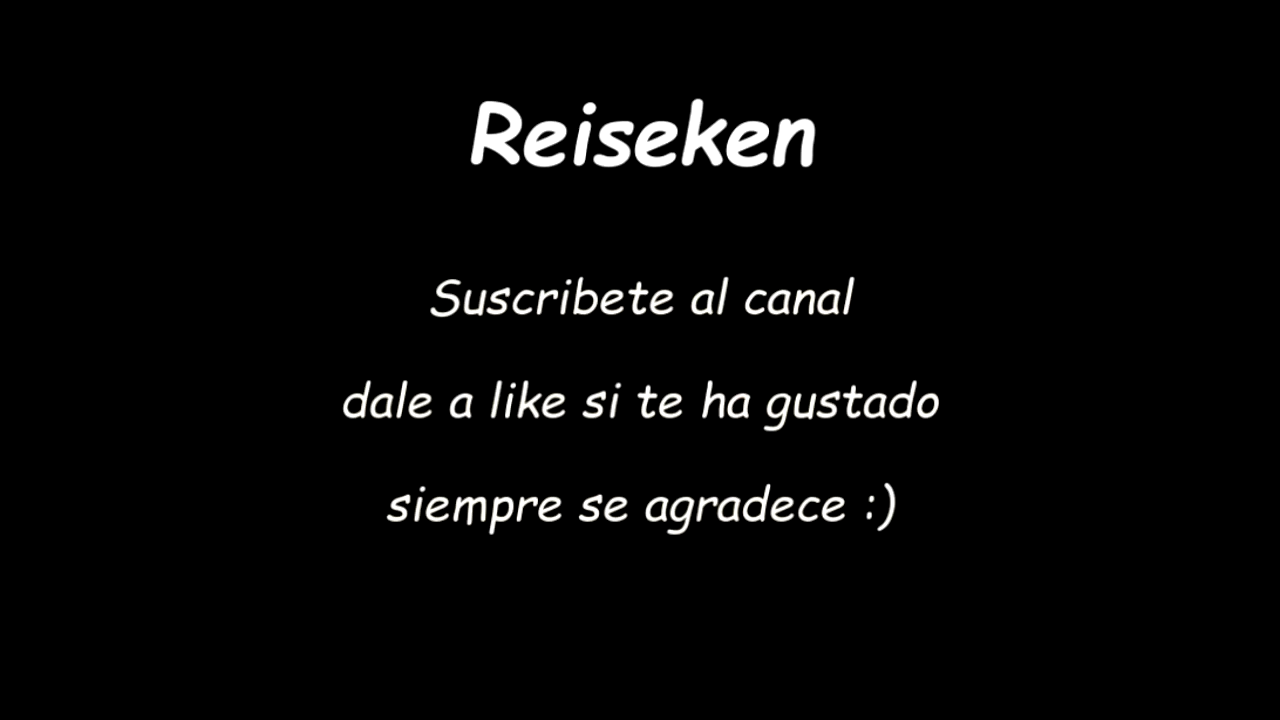 Reiseken
Suscribete al canal
dale a like si te ha gustado
siempre se agradece :)